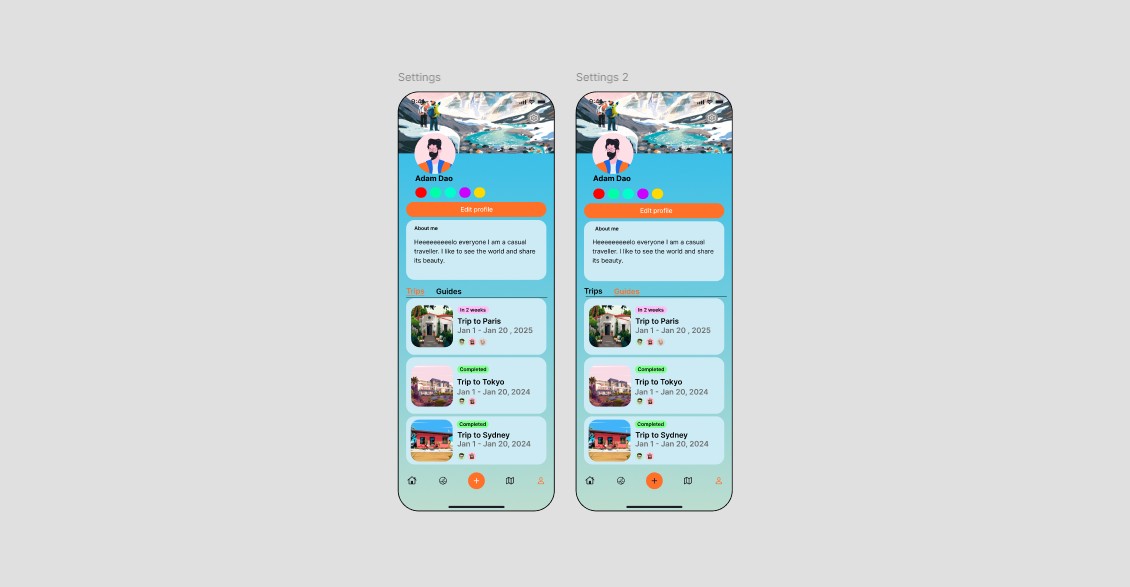 Settings
9:41
Adam Dao
Edit profile
About me
Heeeeeeeelo everyone I am a casual
traveller. I like to see the world and share
its beauty.
Trips Guides
In 2 weeks
Trip to Paris
Jan 1 - Jan 20 , 2025
Completed
Trip to Tokyo
Jan 1 - Jan 20, 2024
Completed
Trip to Sydney
Jan 1 - Jan 20, 2024
Settings 2
9:41
Adam Dao
Edit profile
About me
Heeeeeeeelo everyone I am a casual
traveller. I like to see the world and share
its beauty.
Trips Guides
In 2 weeks
Trip to Paris
Jan 1 - Jan 20 , 2025
Completed
Trip to Tokyo
Jan 1 - Jan 20, 2024
Completed
Trip to Sydney
Jan 1 - Jan 20, 2024